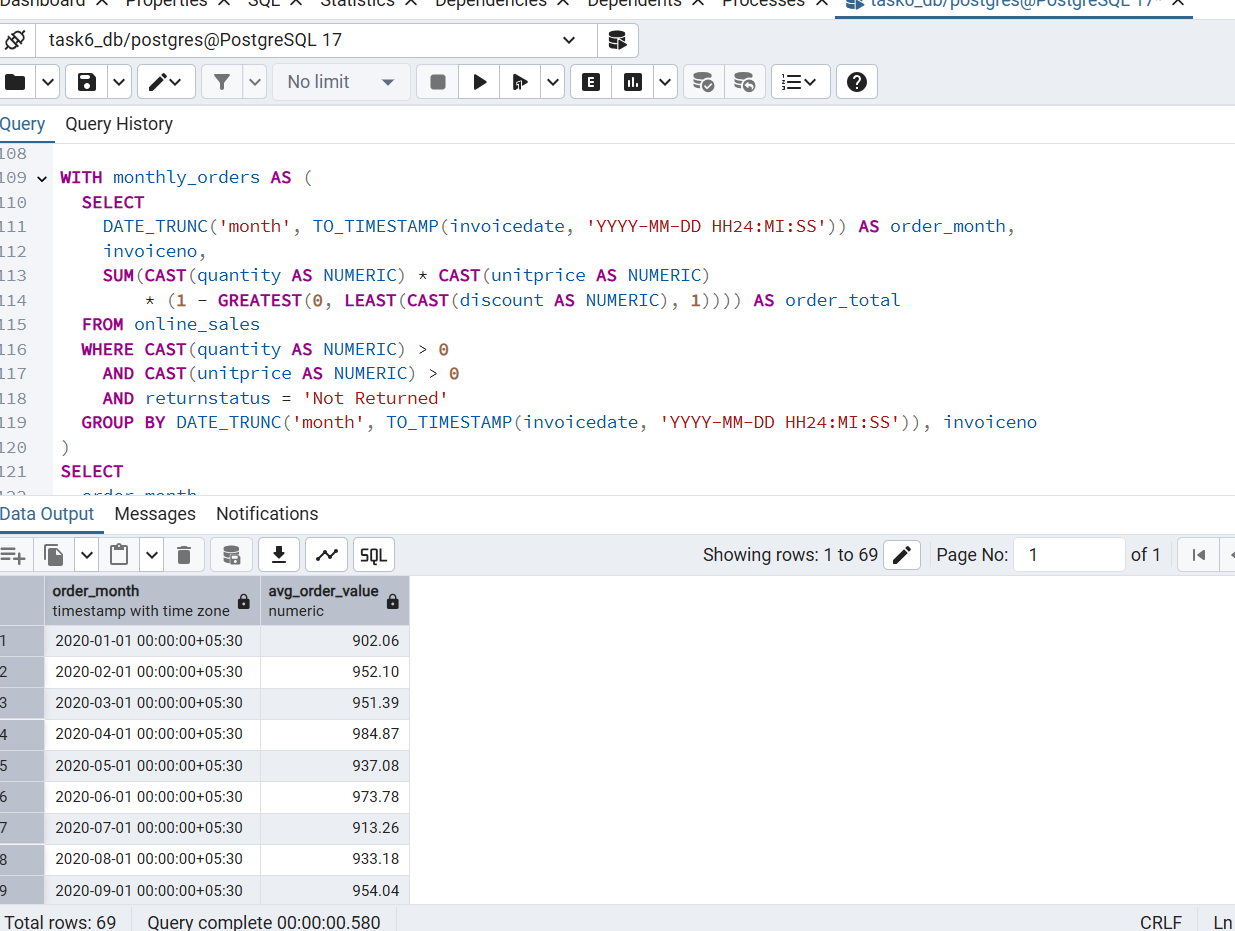 Dashboard × Properties × SQL × Statistics × Dependencies × Dependents × Processes × task6_db/postgres@PostgreSQL 17* ×
task6_db/postgres@PostgreSQL 17
No limit
Query Query History
108
109 WITH monthly_orders AS (
110 SELECT
111 DATE_TRUNC('month', TO_TIMESTAMP(invoicedate, 'YYYY-MM-DD HH24:MI:SS')) AS order_month,
112 invoiceno,
113 SUM(CAST(quantity AS NUMERIC) * CAST(unitprice AS NUMERIC)
114 * (1 - GREATEST(0, LEAST(CAST(discount AS NUMERIC), 1)))) AS order_total
115 FROM online_sales
116 WHERE CAST(quantity AS NUMERIC) > 0
117 AND CAST(unitprice AS NUMERIC) > 0
118 AND returnstatus = 'Not Returned'
119 GROUP BY DATE_TRUNC('month', TO_TIMESTAMP(invoicedate, 'YYYY-MM-DD HH24:MI:SS')), invoiceno
120 )
121 SELECT
122 order_month
Data Output Messages Notifications
SQL Showing rows: 1 to 69 Page No: 1 of 1
order_month avg_order_value
timestamp with time zone numeric
1 2020-01-01 00:00:00+05:30 902.06
2 2020-02-01 00:00:00+05:30 952.10
3 2020-03-01 00:00:00+05:30 951.39
4 2020-04-01 00:00:00+05:30 984.87
5 2020-05-01 00:00:00+05:30 937.08
6 2020-06-01 00:00:00+05:30 973.78
7 2020-07-01 00:00:00+05:30 913.26
8 2020-08-01 00:00:00+05:30 933.18
9 2020-09-01 00:00:00+05:30 954.04
Total rows: 69 Query complete 00:00:00.580 CRLF Ln